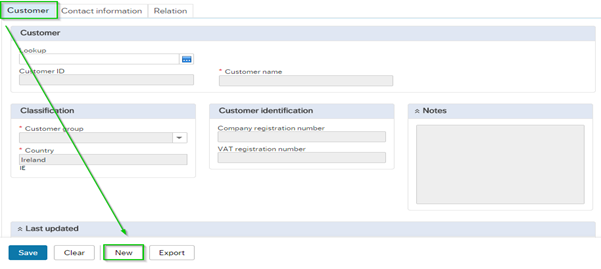 Customer Contact information Relation
Customer
Lookup
Customer ID * Customer name
Classification Customer identification Notes
* Customer group Company registration number
* Country VAT registration number
Ireland
IE
Last updated
Save Clear New Export